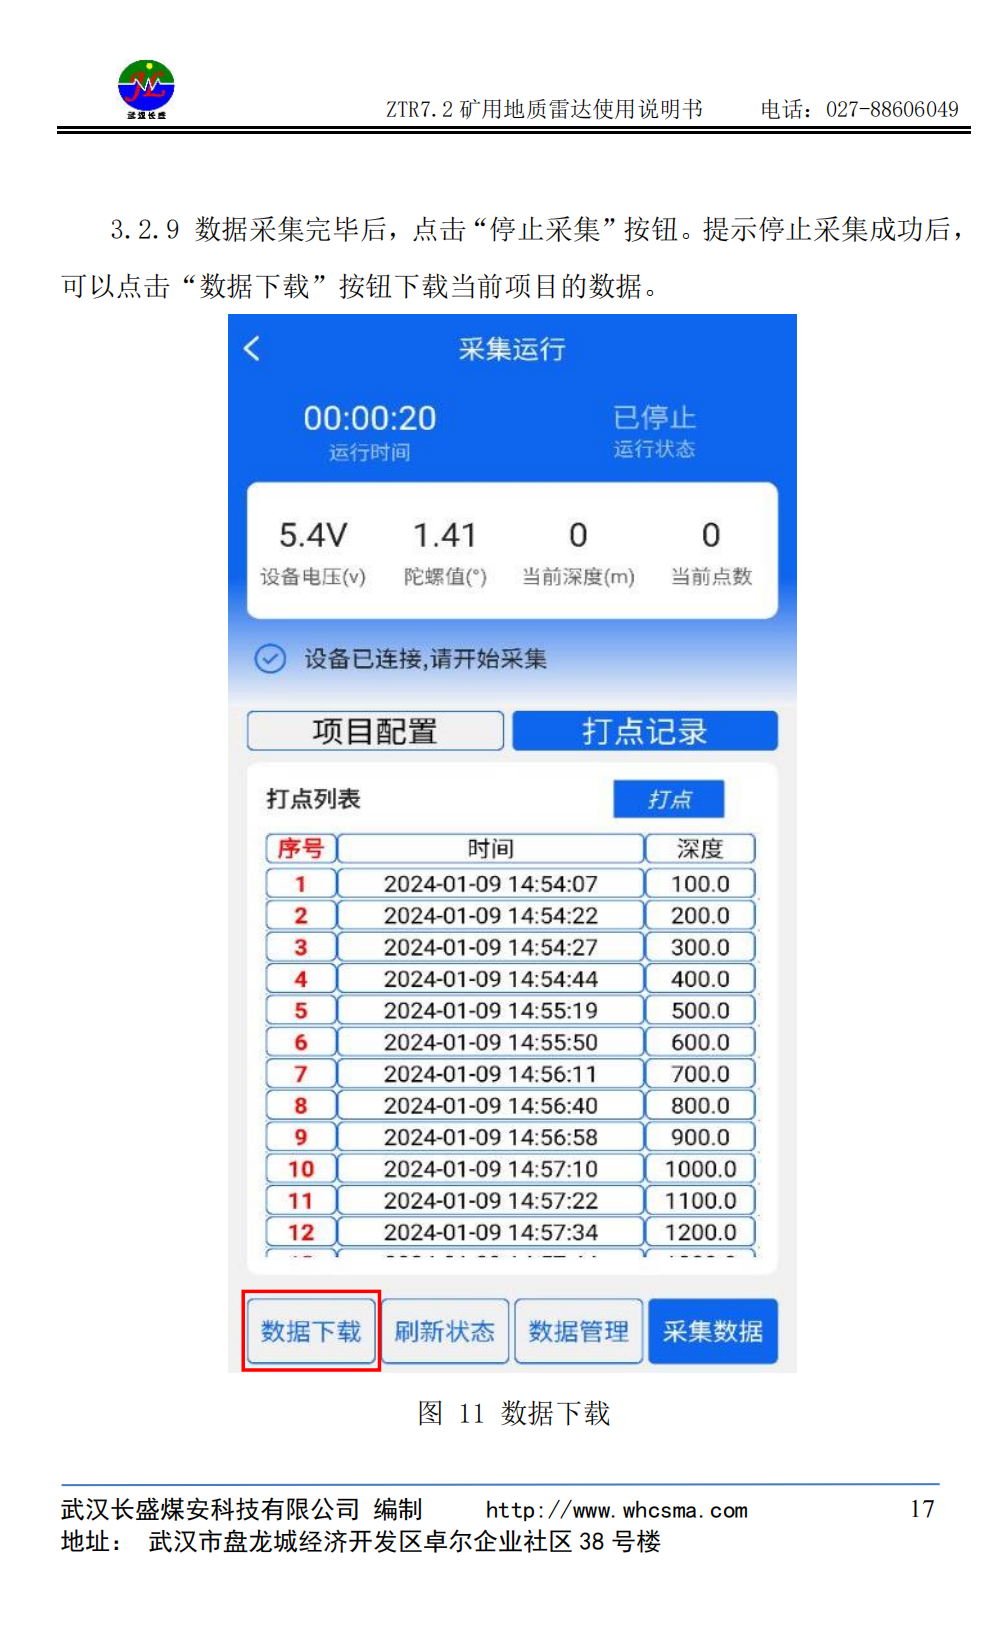 武汉长盛
ZTR7.2 矿用地质雷达使用说明书 电话: 027-88606049
3.2.9 数据采集完毕后，点击“停止采集”按钮。提示停止采集成功后，
可以点击“数据下载”按钮下载当前项目的数据。
采集运行
00:00:20 已停止
运行时间 运行状态
5.4V 1.41 0 0
设备电压(v) 陀螺值(°) 当前深度(m) 当前点数
设备已连接,请开始采集
项目配置 打点记录
打点列表 打点
序号 时间 深度
1 2024-01-09 14:54:07 100.0
2 2024-01-09 14:54:22 200.0
3 2024-01-09 14:54:27 300.0
4 2024-01-09 14:54:44 400.0
5 2024-01-09 14:55:19 500.0
6 2024-01-09 14:55:50 600.0
7 2024-01-09 14:56:11 700.0
8 2024-01-09 14:56:40 800.0
9 2024-01-09 14:56:58 900.0
10 2024-01-09 14:57:10 1000.0
11 2024-01-09 14:57:22 1100.0
12 2024-01-09 14:57:34 1200.0
数据下载 刷新状态 数据管理 采集数据
图 11 数据下载
武汉长盛煤安科技有限公司 编制 http://www.whcsma.com 17
地址： 武汉市盘龙城经济开发区卓尔企业社区 38 号楼